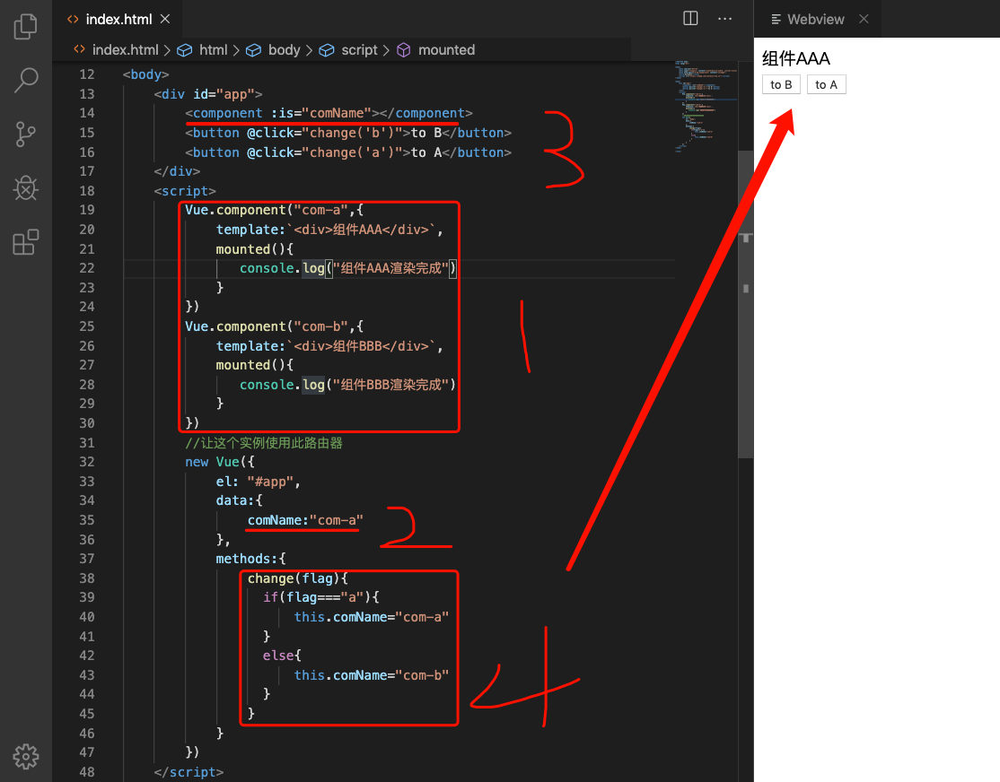 index.html
Webview
index.html > html > body > script > mounted
组件AAA
to B to A
12 <body>
13 <div id="app">
14 <component :is="comName"></component>
15 <button @click="change('b')">to B</button>
16 <button @click="change('a')">to A</button>
17 </div>
18 <script>
19 Vue.component("com-a",{
20 template:`<div>组件AAA</div>`,
21 mounted(){
22 console.log("组件AAA渲染完成")
23 }
24 })
25 Vue.component("com-b",{
26 template:`<div>组件BBB</div>`,
27 mounted(){
28 console.log("组件BBB渲染完成")
29 }
30 })
31 //让这个实例使用此路由器
32 new Vue({
33 el: "#app",
34 data:{
35 comName:"com-a"
36 },
37 methods:{
38 change(flag){
39 if(flag==="a"){
40 this.comName="com-a"
41 }
42 else{
43 this.comName="com-b"
44 }
45 }
46 }
47 })
48 </script>
3
1
2
4